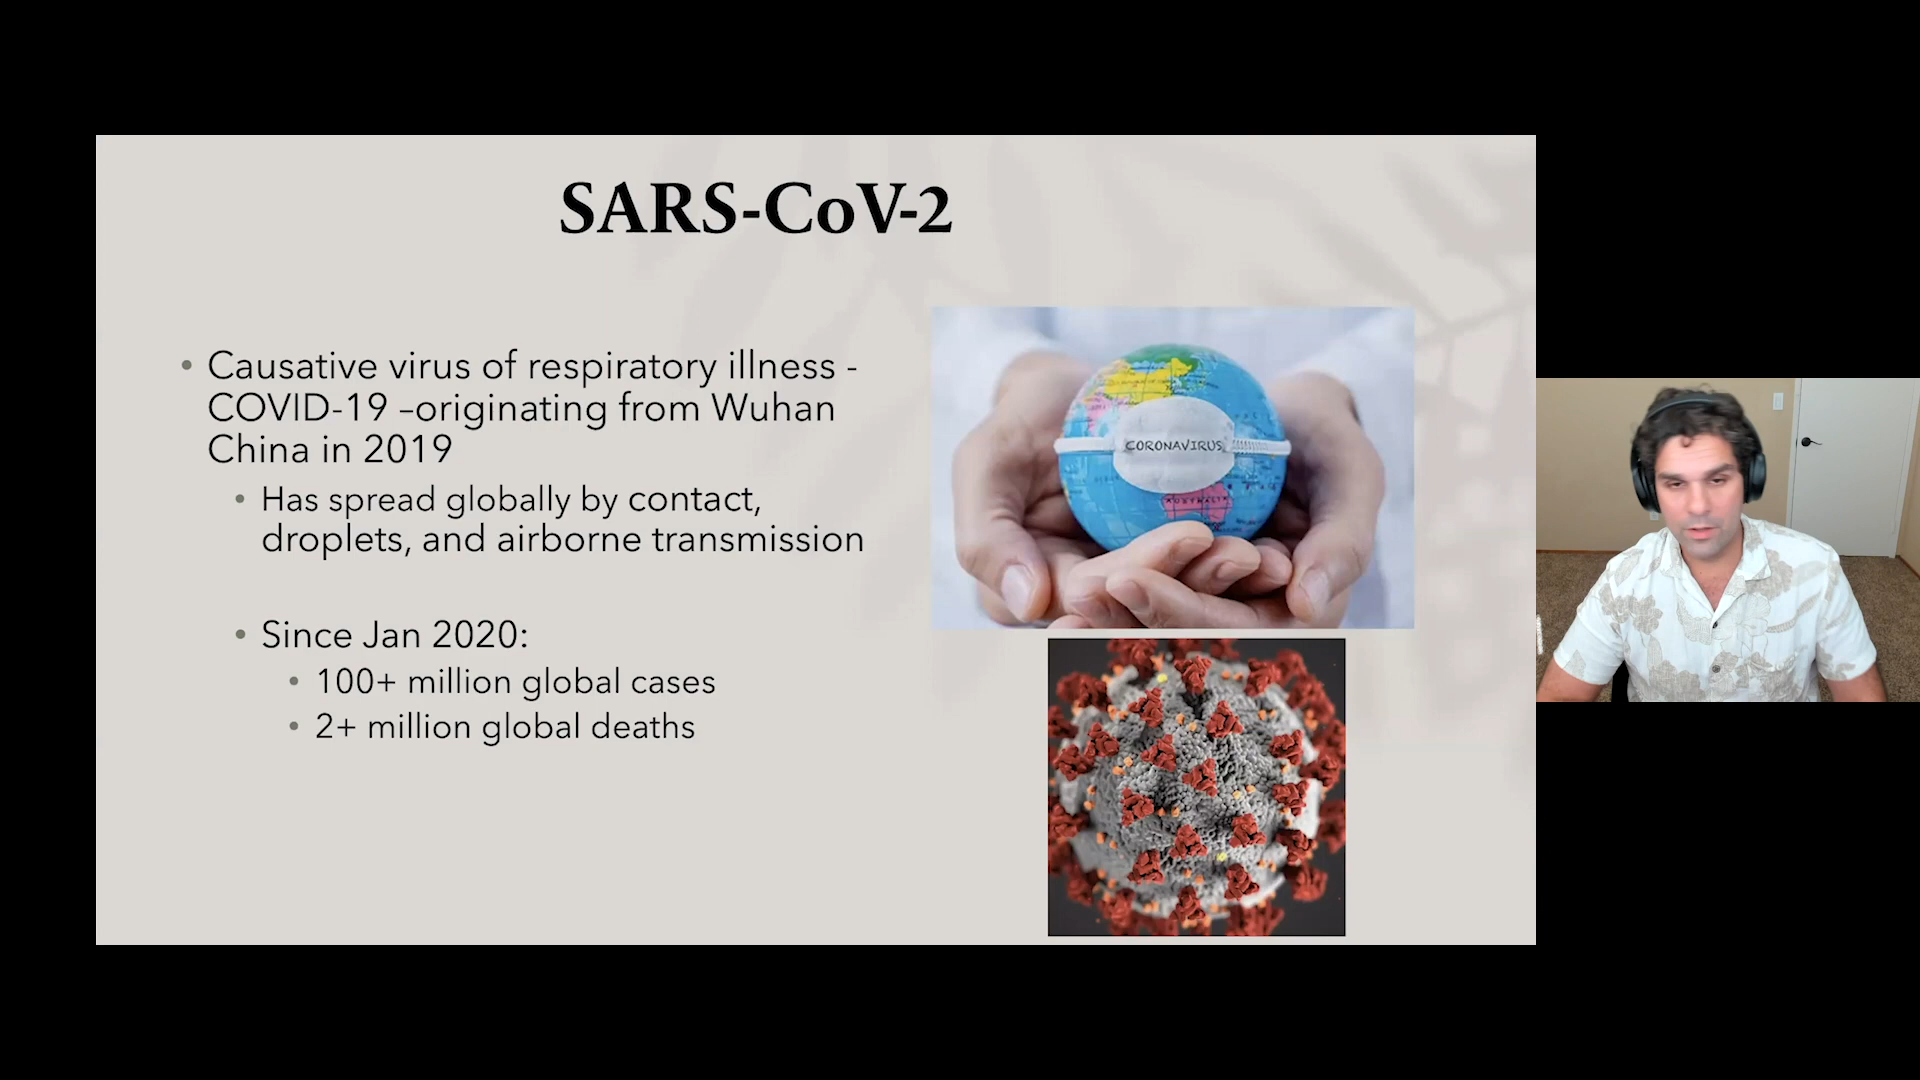 SARS-CoV-2
• Causative virus of respiratory illness -
COVID-19 –originating from Wuhan
China in 2019
• Has spread globally by contact,
droplets, and airborne transmission
• Since Jan 2020:
• 100+ million global cases
• 2+ million global deaths
CORONAVIRUS
AUSTRALIA